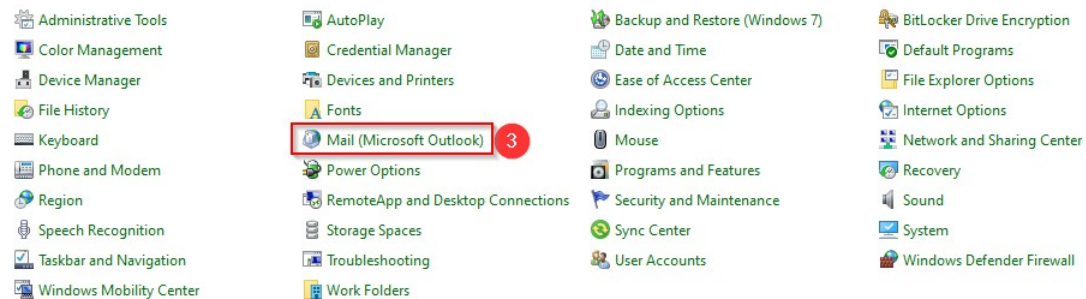 Administrative Tools
AutoPlay
Backup and Restore (Windows 7)
BitLocker Drive Encryption
Color Management
Credential Manager
Date and Time
Default Programs
Device Manager
Devices and Printers
Ease of Access Center
File Explorer Options
File History
Fonts
Indexing Options
Internet Options
Keyboard
Mail (Microsoft Outlook)
3
Mouse
Network and Sharing Center
Phone and Modem
Power Options
Programs and Features
Recovery
Region
RemoteApp and Desktop Connections
Security and Maintenance
Sound
Speech Recognition
Storage Spaces
Sync Center
System
Taskbar and Navigation
Troubleshooting
User Accounts
Windows Defender Firewall
Windows Mobility Center
Work Folders